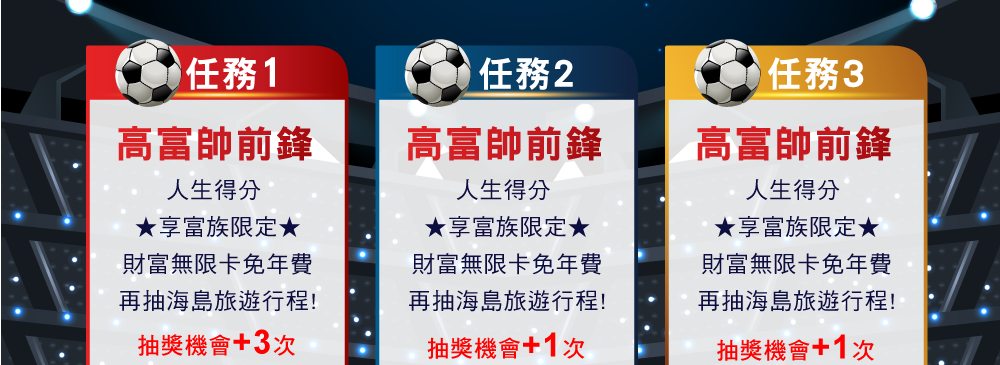 任務1
高富帥前鋒
人生得分
★享富族限定★
財富無限卡免年費
再抽海島旅遊行程!
抽獎機會+3次
任務2
高富帥前鋒
人生得分
★享富族限定★
財富無限卡免年費
再抽海島旅遊行程!
抽獎機會+1次
任務3
高富帥前鋒
人生得分
★享富族限定★
財富無限卡免年費
再抽海島旅遊行程!
抽獎機會+1次